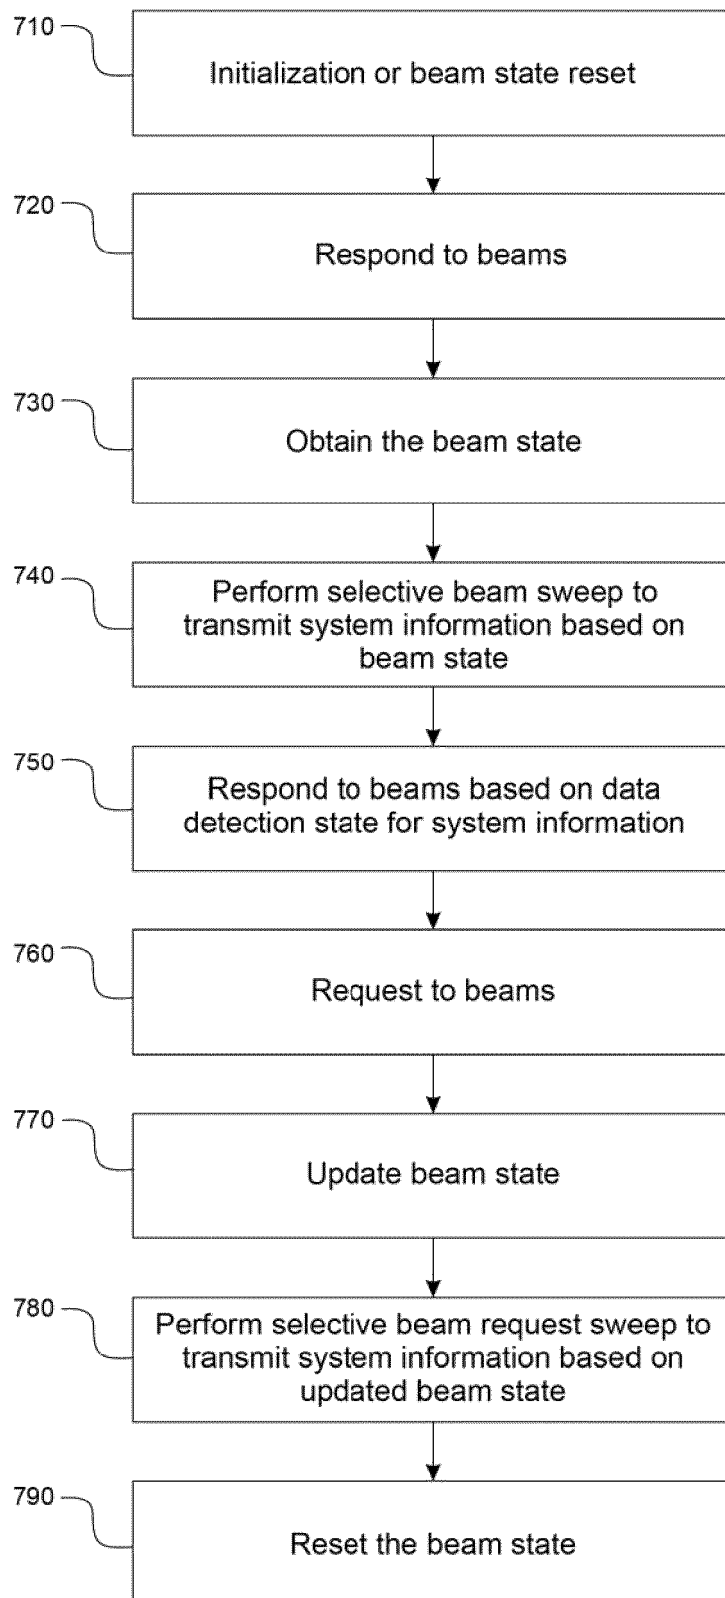 710
Initialization or beam state reset
720
Respond to beams
730
Obtain the beam state
740
Perform selective beam sweep to
transmit system information based on
beam state
750
Respond to beams based on data
detection state for system information
760
Request to beams
770
Update beam state
780
Perform selective beam request sweep to
transmit system information based on
updated beam state
790
Reset the beam state